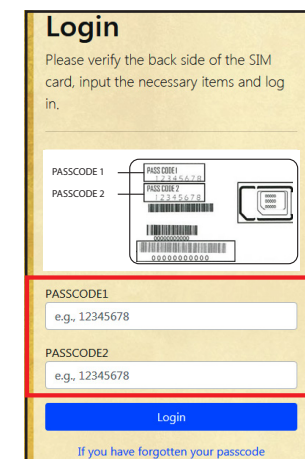 Login
Please verify the back side of the SIM
card, input the necessary items and log
in.
PASSCODE 1
PASS CODE 1
12345678
PASSCODE 2
PASS CODE 2
12345678
0000000000
00000000000
PASSCODE1
e.g., 12345678
PASSCODE2
e.g., 12345678
Login
If you have forgotten your passcode